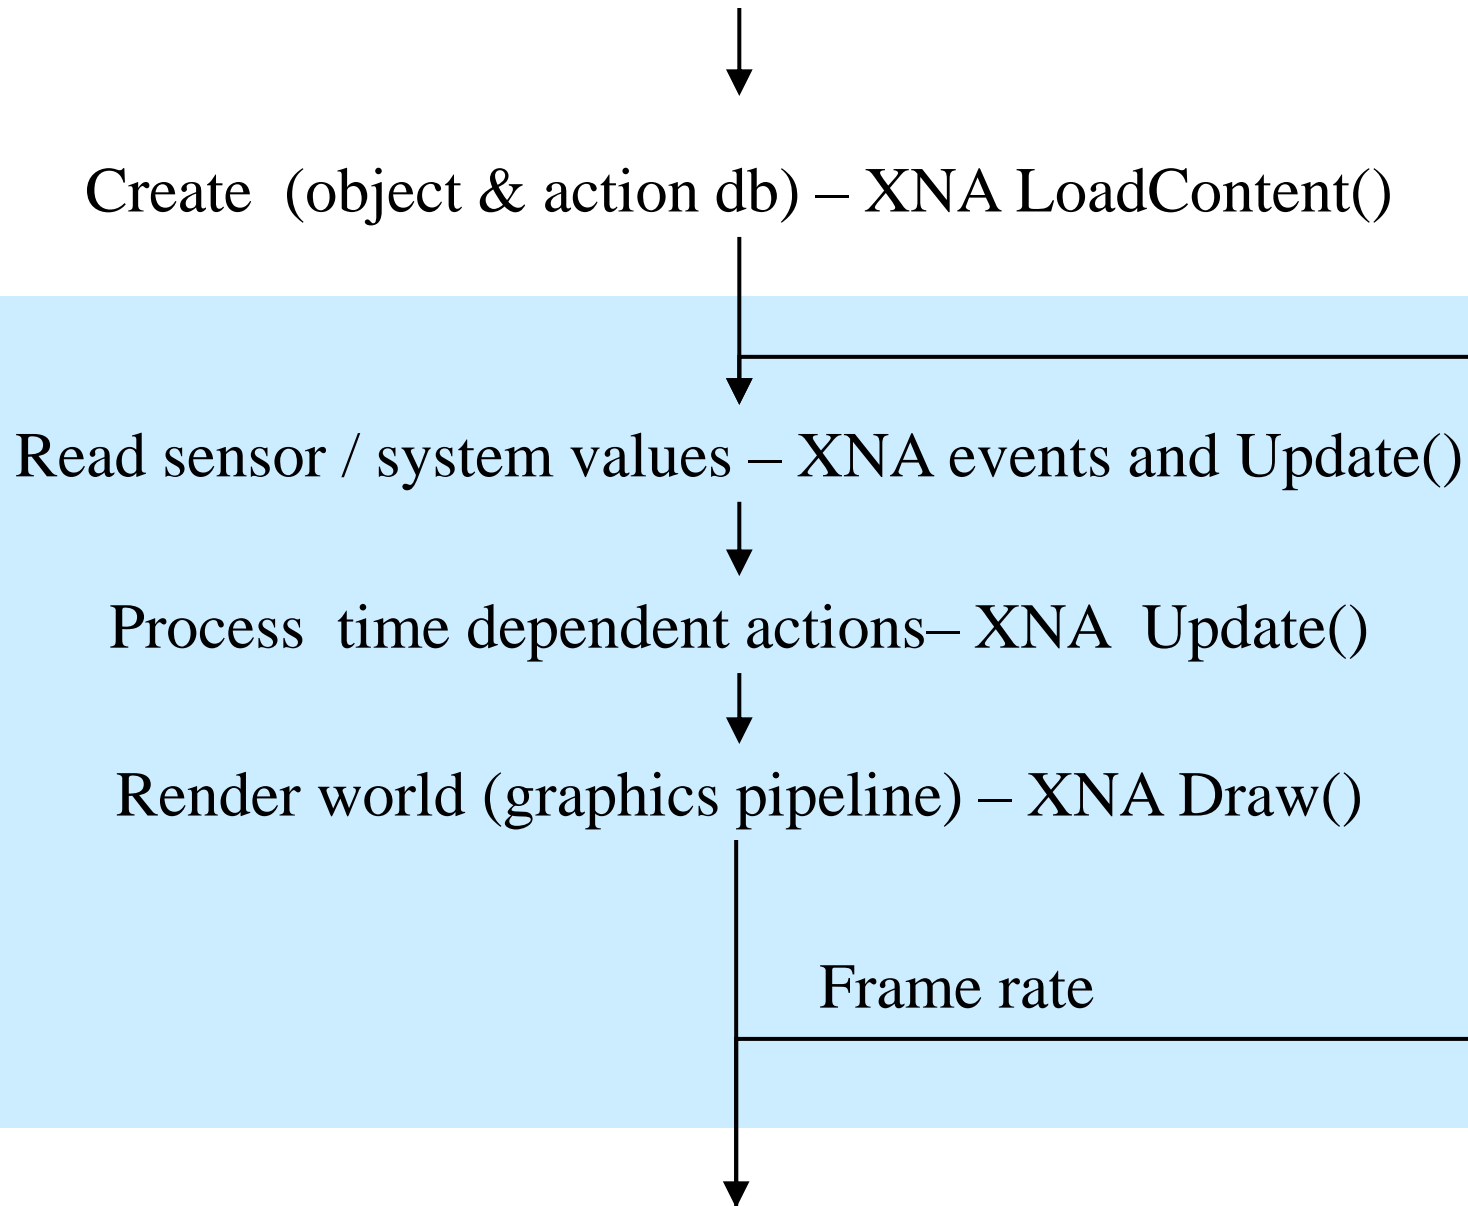 Create  (object & action db) – XNA LoadContent()
Read sensor / system values – XNA events and Update()
Process  time dependent actions– XNA  Update()
Render world (graphics pipeline) – XNA Draw()
Frame rate